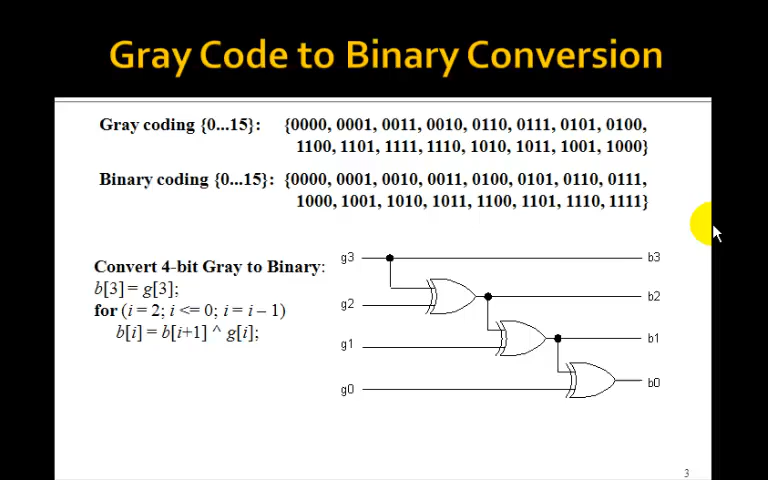 Gray Code to Binary Conversion
Gray coding {0...15}: {0000, 0001, 0011, 0010, 0110, 0111, 0101, 0100,
1100, 1101, 1111, 1110, 1010, 1011, 1001, 1000}
Binary coding {0...15}: {0000, 0001, 0010, 0011, 0100, 0101, 0110, 0111,
1000, 1001, 1010, 1011, 1100, 1101, 1110, 1111}
Convert 4-bit Gray to Binary:
b[3] = g[3];
for (i = 2; i <= 0; i = i – 1)
b[i] = b[i+1] ^ g[i];
g3
b3
g2
b2
g1
b1
g0
b0
3